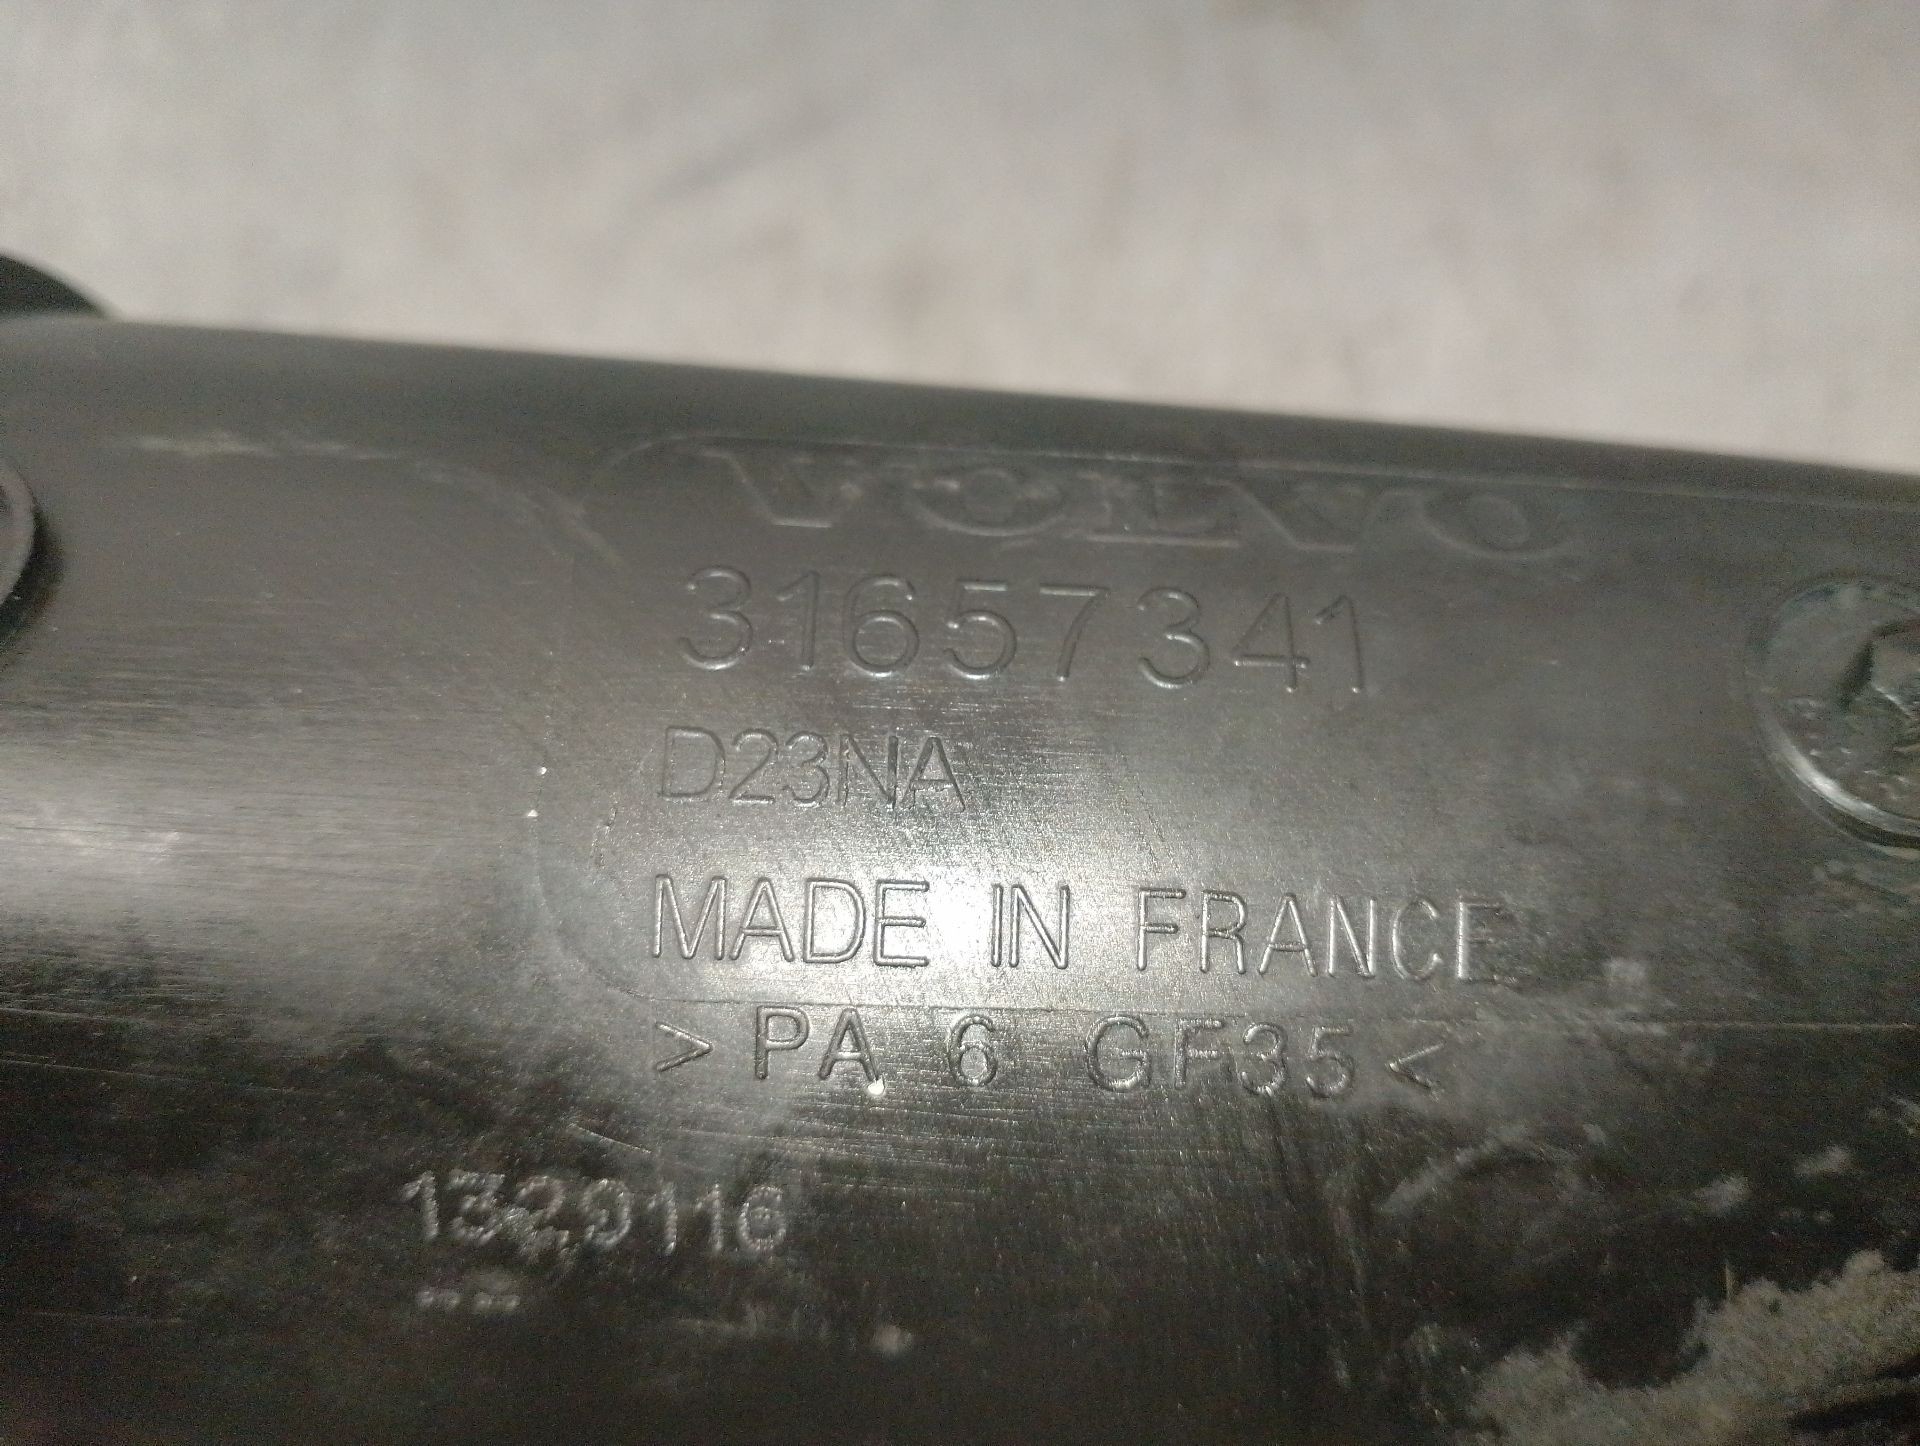 VOLVO
31657341
D23NA
MADE IN FRANCE
>PA 6 GF35<
1329116